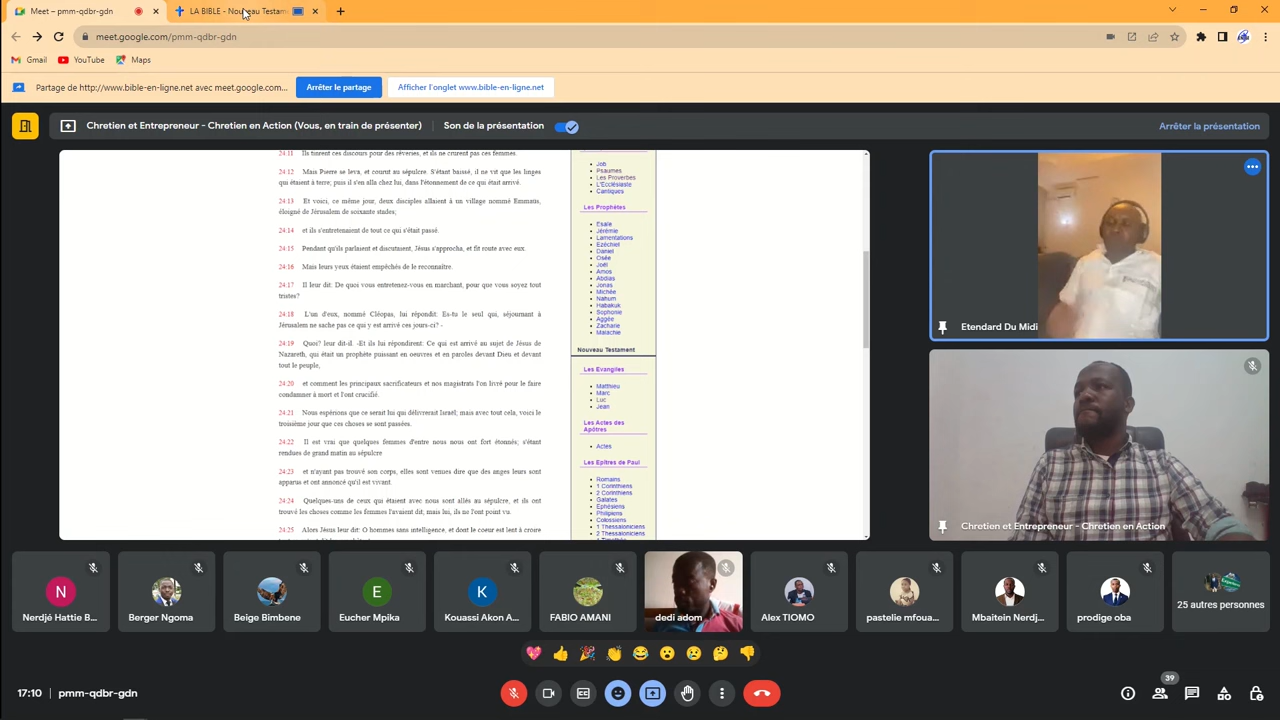 Meet – pmm-qdbr-gdn
LA BIBLE - Nouveau Testam
meet.google.com/pmm-qdbr-gdn
Gmail
YouTube
Maps
Partage de http://www.bible-en-ligne.net avec meet.google.com...
Arrêter le partage
Afficher l'onglet www.bible-en-ligne.net
Chretien et Entrepreneur - Chretien en Action (Vous, en train de présenter)
Son de la présentation
Arrêter la présentation
24:11 Ils tinrent ces discours pour des rêveries, et ils ne crurent pas ces femmes.
24:12 Mais Pierre se leva, et courut au sépulcre. S'étant baissé, il ne vit que les linges
qui étaient à terre; puis il s'en alla chez lui, dans l'étonnement de ce qui était arrivé.
24:13 Et voici, ce même jour, deux disciples allaient à un village nommé Emmaüs,
éloigné de Jérusalem de soixante stades;
24:14 et ils s'entretenaient de tout ce qui s'était passé.
24:15 Pendant qu'ils parlaient et discutaient, Jésus s'approcha, et fit route avec eux.
24:16 Mais leurs yeux étaient empêchés de le reconnaître.
24:17 Il leur dit: De quoi vous entretenez-vous en marchant, pour que vous soyez tout
tristes?
24:18 L'un d'eux, nommé Cléopas, lui répondit: Es-tu le seul qui, séjournant à
Jérusalem ne sache pas ce qui y est arrivé ces jours-ci? -
24:19 Quoi? leur dit-il. -Et ils lui répondirent: Ce qui est arrivé au sujet de Jésus de
Nazareth, qui était un prophète puissant en oeuvres et en paroles devant Dieu et devant
tout le peuple,
24:20 et comment les principaux sacrificateurs et nos magistrats l'on livré pour le faire
condamner à mort et l'ont crucifié.
24:21 Nous espérions que ce serait lui qui délivrerait Israël; mais avec tout cela, voici le
troisième jour que ces choses se sont passées.
24:22 Il est vrai que quelques femmes d'entre nous nous ont fort étonnés; s'étant
rendues de grand matin au sépulcre
24:23 et n'ayant pas trouvé son corps, elles sont venues dire que des anges leurs sont
apparus et ont annoncé qu'il est vivant.
24:24 Quelques-uns de ceux qui étaient avec nous sont allés au sépulcre, et ils ont
trouvé les choses comme les femmes l'avaient dit; mais lui, ils ne l'ont point vu.
24:25 Alors Jésus leur dit: O hommes sans intelligence, et dont le coeur est lent à croire
Job
Psaumes
Les Proverbes
L'Ecclésiaste
Cantiques
Les Prophètes
Esaïe
Jérémie
Lamentations
Ezéchiel
Daniel
Osée
Joël
Amos
Abdias
Jonas
Michée
Nahum
Habakuk
Sophonie
Aggée
Zacharie
Malachie
Nouveau Testament
Les Evangiles
Matthieu
Marc
Luc
Jean
Les Actes des
Apôtres
Actes
Les Epitres de Paul
Romains
1 Corinthiens
2 Corinthiens
Galates
Ephésiens
Philipiens
Colossiens
1 Thessaloniciens
2 Thessaloniciens
Etendard Du Midi
Chretien et Entrepreneur - Chretien en Action
N
Nerdjé Hattie B...
Berger Ngoma
Beige Bimbene
E
Eucher Mpika
K
Kouassi Akon A...
FABIO AMANI
dedi adom
Alex TIOMO
pastelie mfoua...
Mbaitein Nerdj...
prodige oba
25 autres personnes
17:10
pmm-qdbr-gdn
39